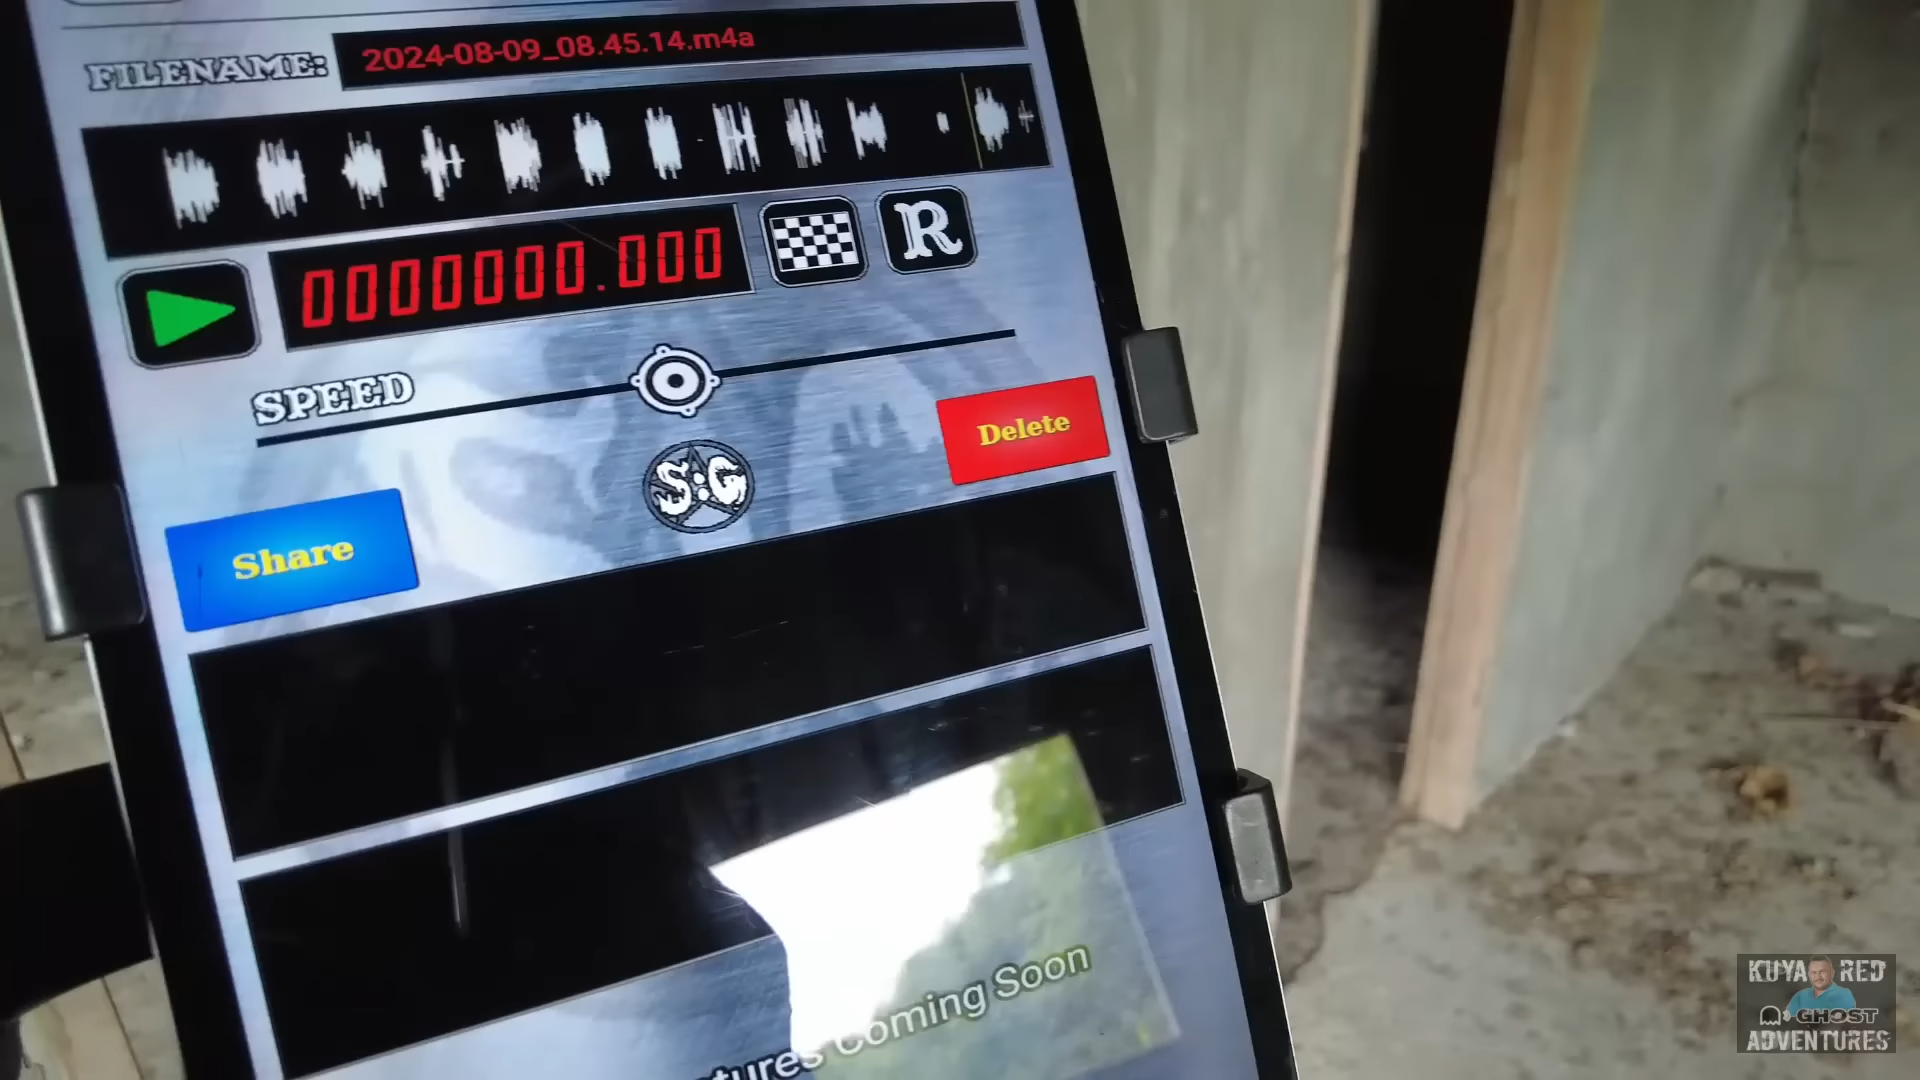 FILENAME:
2024-08-09_08.45.14.m4a
0000000.000
R
SPEED
Delete
S:G
Share
Coming Soon
KUYA RED
GHOST
ADVENTURES